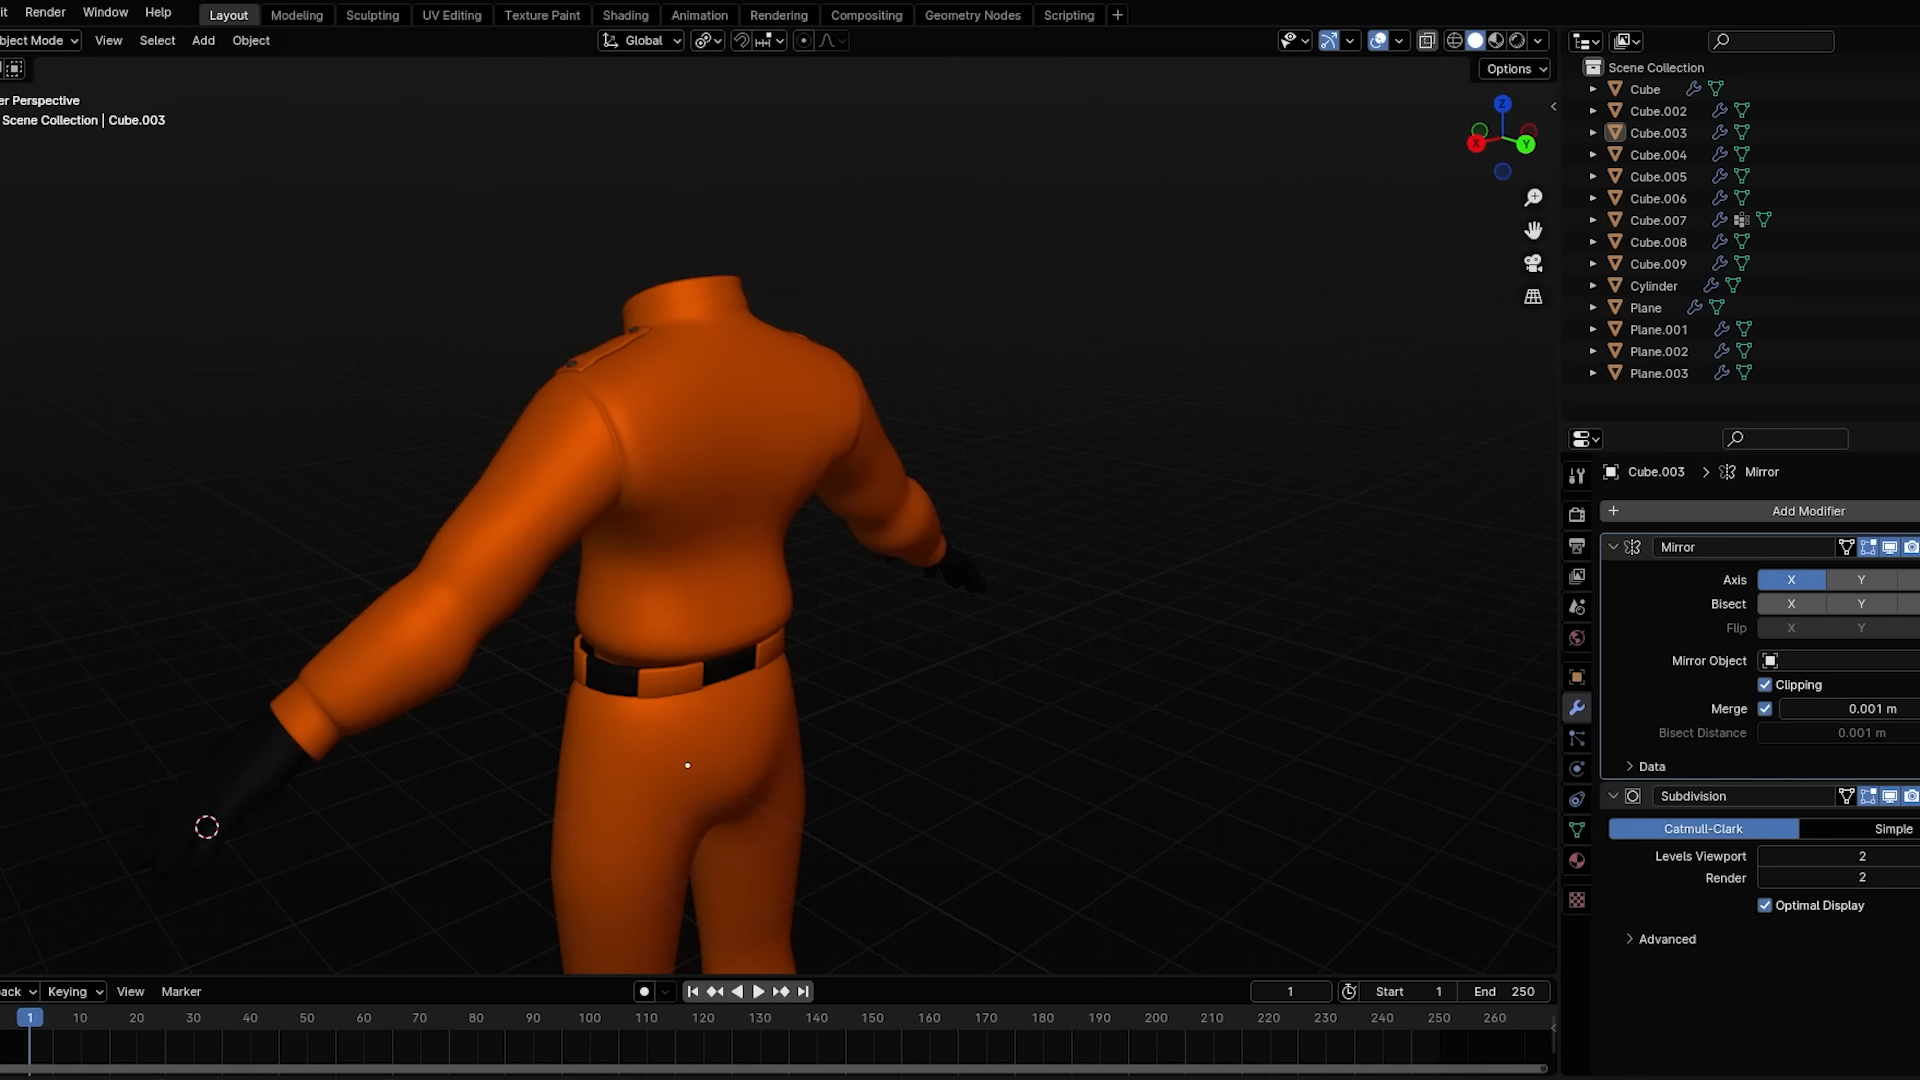 it Render Window Help Layout Modeling Sculpting UV Editing Texture Paint Shading Animation Rendering Compositing Geometry Nodes Scripting +
bject Mode View Select Add Object Global
Options
er Perspective
Scene Collection | Cube.003
Z
X
Y
Scene Collection
Cube
Cube.002
Cube.003
Cube.004
Cube.005
Cube.006
Cube.007
Cube.008
Cube.009
Cylinder
Plane
Plane.001
Plane.002
Plane.003
Cube.003 > Mirror
+ Add Modifier
Mirror
Axis X Y
Bisect X Y
Flip X Y
Mirror Object
Clipping
Merge 0.001 m
Bisect Distance 0.001 m
Data
Subdivision
Catmull-Clark Simple
Levels Viewport 2
Render 2
Optimal Display
Advanced
back Keying View Marker 1 Start 1 End 250
1 10 20 30 40 50 60 70 80 90 100 110 120 130 140 150 160 170 180 190 200 210 220 230 240 250 260